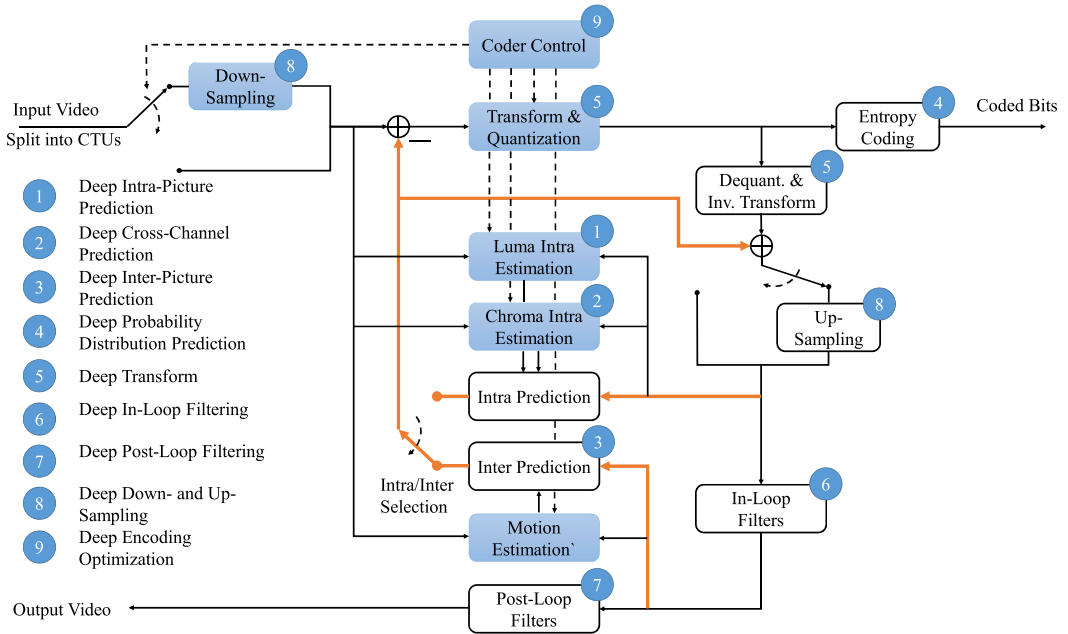 9
Coder Control
8
Down-
Sampling
Input Video
Split into CTUs
5
Transform &
Quantization
4
Entropy
Coding
Coded Bits
5
Dequant. &
Inv. Transform
1
Deep Intra-Picture
Prediction
2
Deep Cross-Channel
Prediction
3
Deep Inter-Picture
Prediction
4
Deep Probability
Distribution Prediction
5
Deep Transform
6
Deep In-Loop Filtering
7
Deep Post-Loop Filtering
8
Deep Down- and Up-
Sampling
9
Deep Encoding
Optimization
1
Luma Intra
Estimation
2
Chroma Intra
Estimation
8
Up-
Sampling
Intra Prediction
3
Inter Prediction
Intra/Inter
Selection
6
In-Loop
Filters
Motion
Estimation`
7
Post-Loop
Filters
Output Video